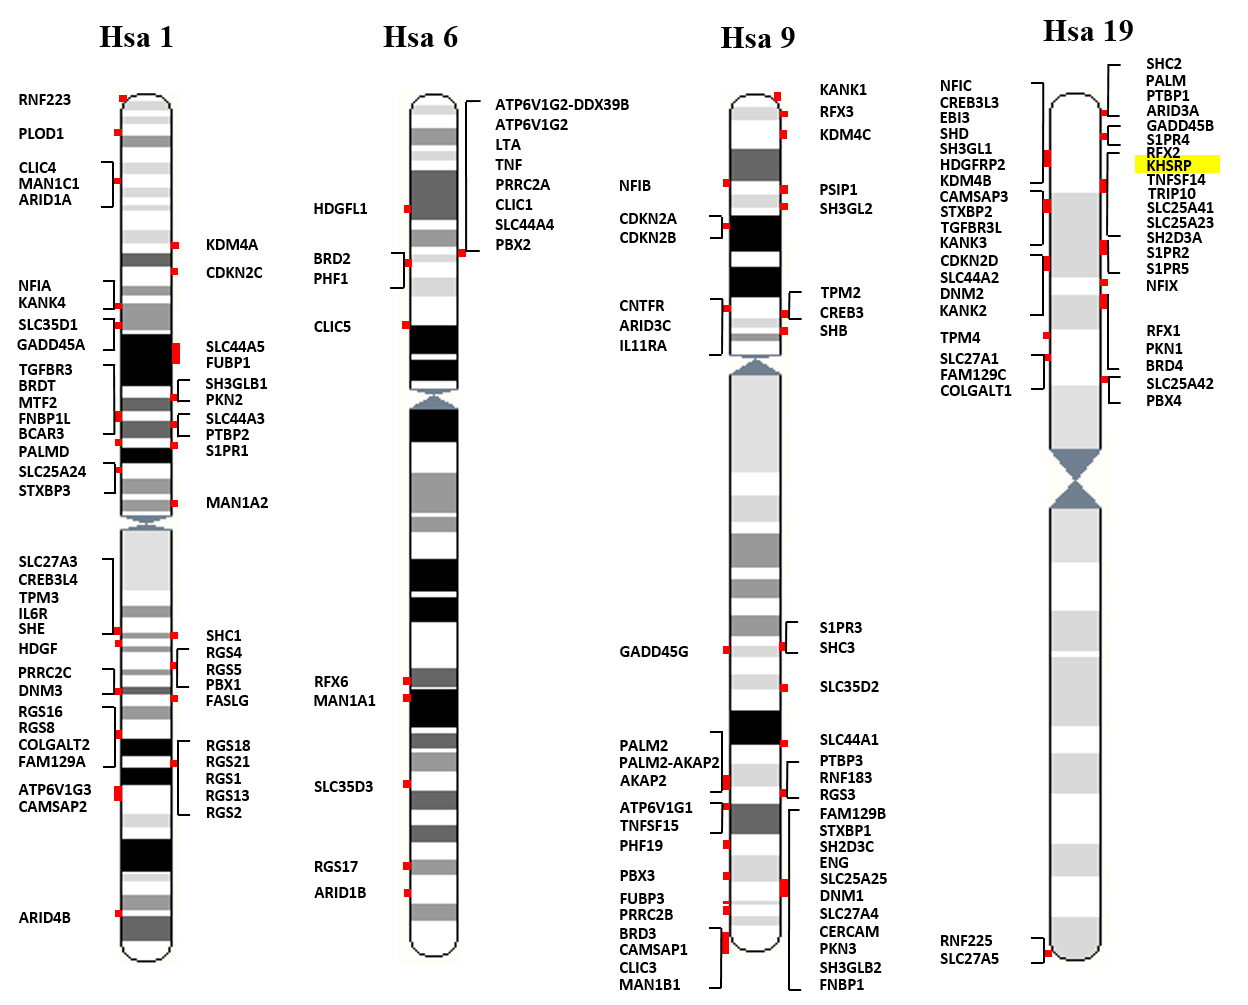 Hsa 1
RNF223
PLOD1
CLIC4
MAN1C1
ARID1A
NFIA
KANK4
SLC35D1
GADD45A
TGFBR3
BRDT
MTF2
FNBP1L
BCAR3
PALMD
SLC25A24
STXBP3
SLC27A3
CREB3L4
TPM3
IL6R
SHE
HDGF
PRRC2C
DNM3
RGS16
RGS8
COLGALT2
FAM129A
ATP6V1G3
CAMSAP2
ARID4B
KDM4A
CDKN2C
SLC44A5
FUBP1
SH3GLB1
PKN2
SLC44A3
PTBP2
S1PR1
MAN1A2
SHC1
RGS4
RGS5
PBX1
FASLG
RGS18
RGS21
RGS1
RGS13
RGS2
Hsa 6
HDGFL1
BRD2
PHF1
CLIC5
RFX6
MAN1A1
SLC35D3
RGS17
ARID1B
ATP6V1G2-DDX39B
ATP6V1G2
LTA
TNF
PRRC2A
CLIC1
SLC44A4
PBX2
Hsa 9
NFIB
CDKN2A
CDKN2B
CNTFR
ARID3C
IL11RA
GADD45G
PALM2
PALM2-AKAP2
AKAP2
ATP6V1G1
TNFSF15
PHF19
PBX3
FUBP3
PRRC2B
BRD3
CAMSAP1
CLIC3
MAN1B1
KANK1
RFX3
KDM4C
PSIP1
SH3GL2
TPM2
CREB3
SHB
S1PR3
SHC3
SLC35D2
SLC44A1
PTBP3
RNF183
RGS3
FAM129B
STXBP1
SH2D3C
ENG
SLC25A25
DNM1
SLC27A4
CERCAM
PKN3
SH3GLB2
FNBP1
Hsa 19
NFIC
CREB3L3
EBI3
SHD
SH3GL1
HDGFRP2
KDM4B
CAMSAP3
STXBP2
TGFBR3L
KANK3
CDKN2D
SLC44A2
DNM2
KANK2
TPM4
SLC27A1
FAM129C
COLGALT1
RNF225
SLC27A5
SHC2
PALM
PTBP1
ARID3A
GADD45B
S1PR4
RFX2
KHSRP
TNFSF14
TRIP10
SLC25A41
SLC25A23
SH2D3A
S1PR2
S1PR5
NFIX
RFX1
PKN1
BRD4
SLC25A42
PBX4